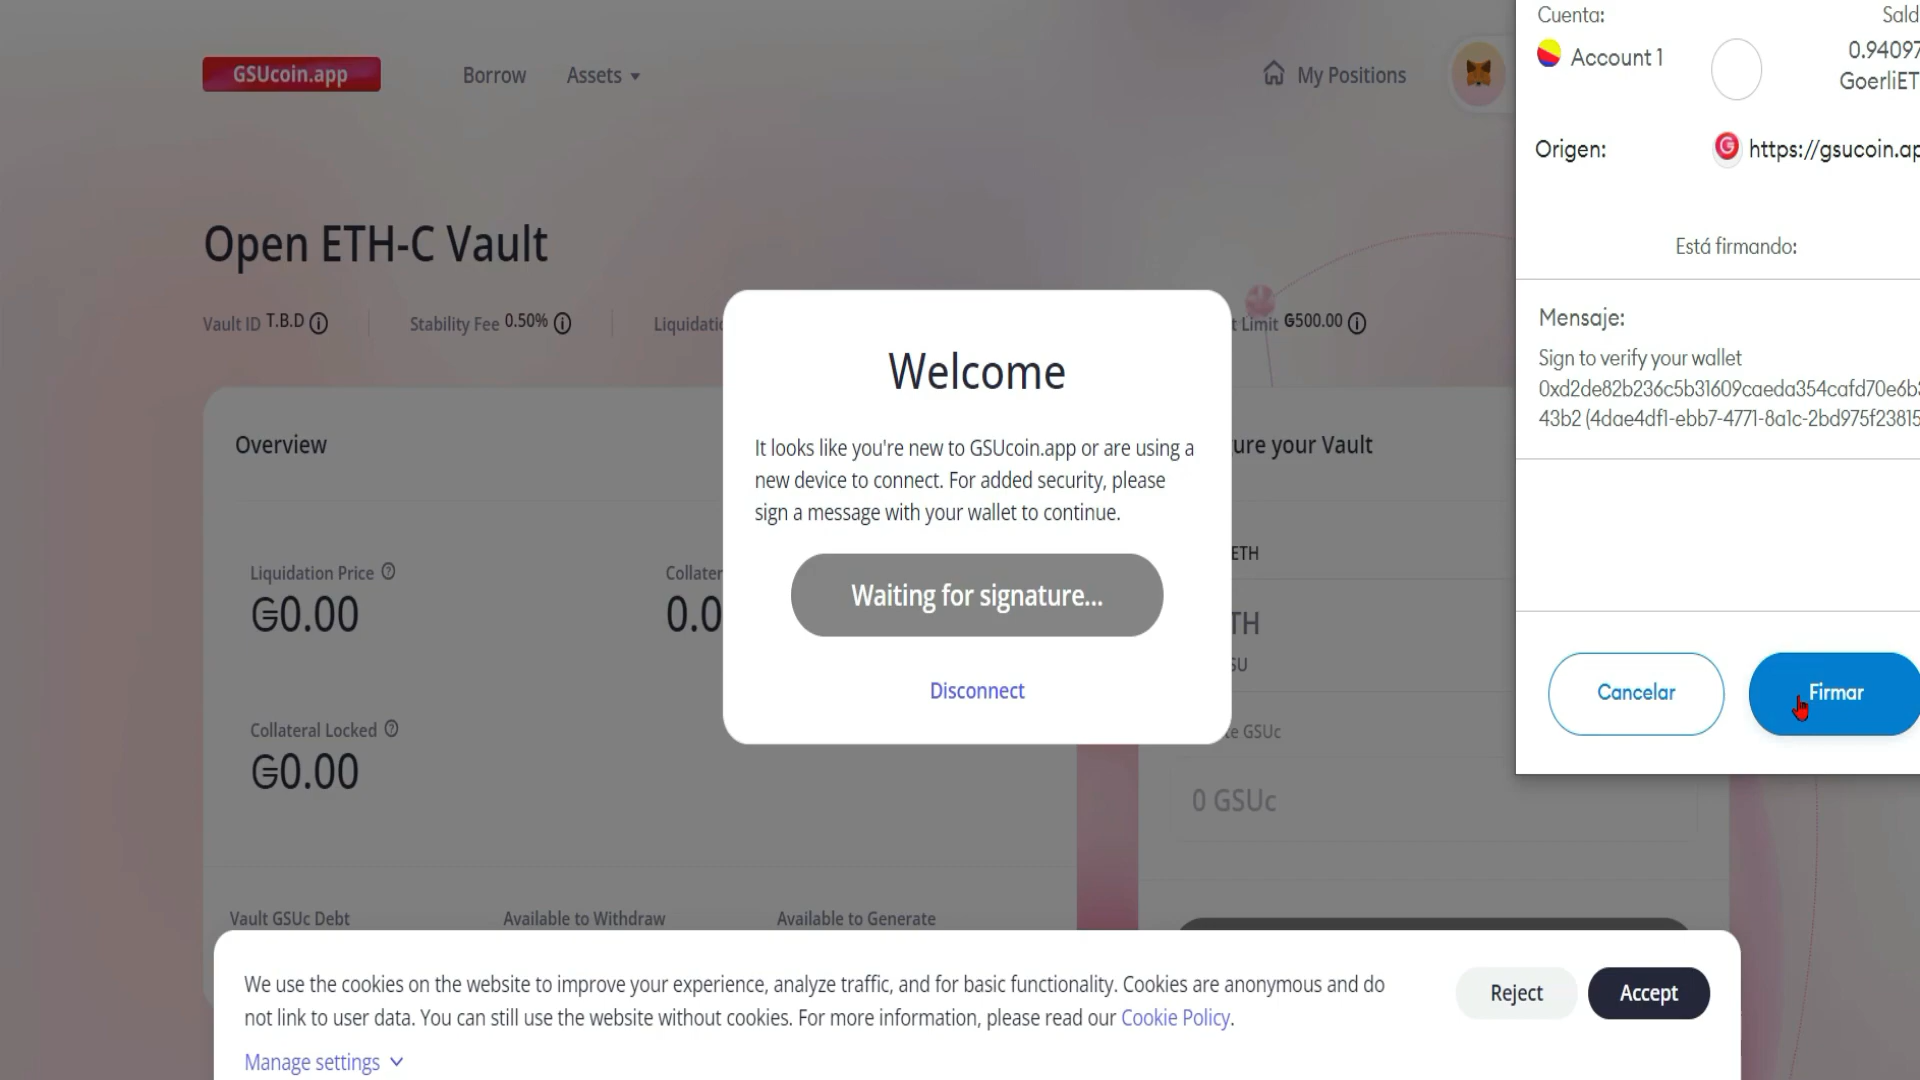 GSUcoin.app
Borrow
Assets
My Positions
Open ETH-C Vault
Vault ID T.B.D
Stability Fee 0.50%
₲500.00
Overview
Liquidation Price
0.00
0.0
Collateral Locked
0.00
Vault GSUc Debt
Available to Withdraw
Available to Generate
Vault
ETH
GSUc
0 GSUc
Welcome
It looks like you're new to GSUcoin.app or are using a
new device to connect. For added security, please
sign a message with your wallet to continue.
Waiting for signature...
Disconnect
Cuenta:
Account 1
0.94097
Origen:
https://gsucoin.ap
Está firmando:
Mensaje:
Sign to verify your wallet
0xd2de82b236c5b31609caeda354cafd70e6b
43b2 (4dae4df1-ebb7-4771-8a1c-2bd975f23815
Cancelar
Firmar
We use the cookies on the website to improve your experience, analyze traffic, and for basic functionality. Cookies are anonymous and do
not link to user data. You can still use the website without cookies. For more information, please read our Cookie Policy.
Manage settings
Reject
Accept